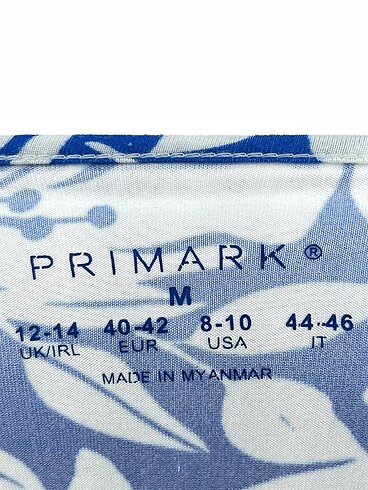 PRIMARK®
M
12-14 40-42 8-10 44-46
UK/IRL EUR USA IT
MADE IN MYANMAR